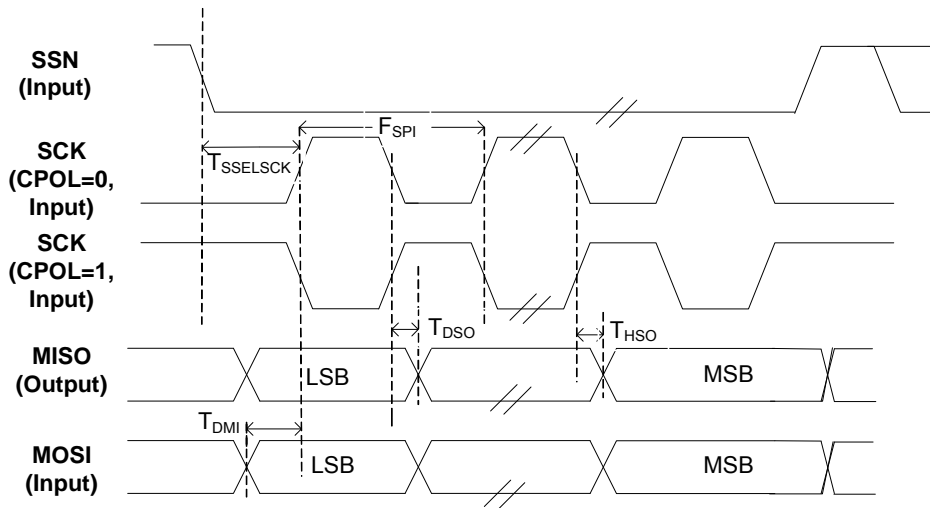 SSN
(Input)
F_SPI
SCK
(CPOL=0,
Input)
T_SSELSCK
SCK
(CPOL=1,
Input)
T_DSO
T_HSO
MISO
(Output)
LSB
MSB
T_DMI
MOSI
(Input)
LSB
MSB